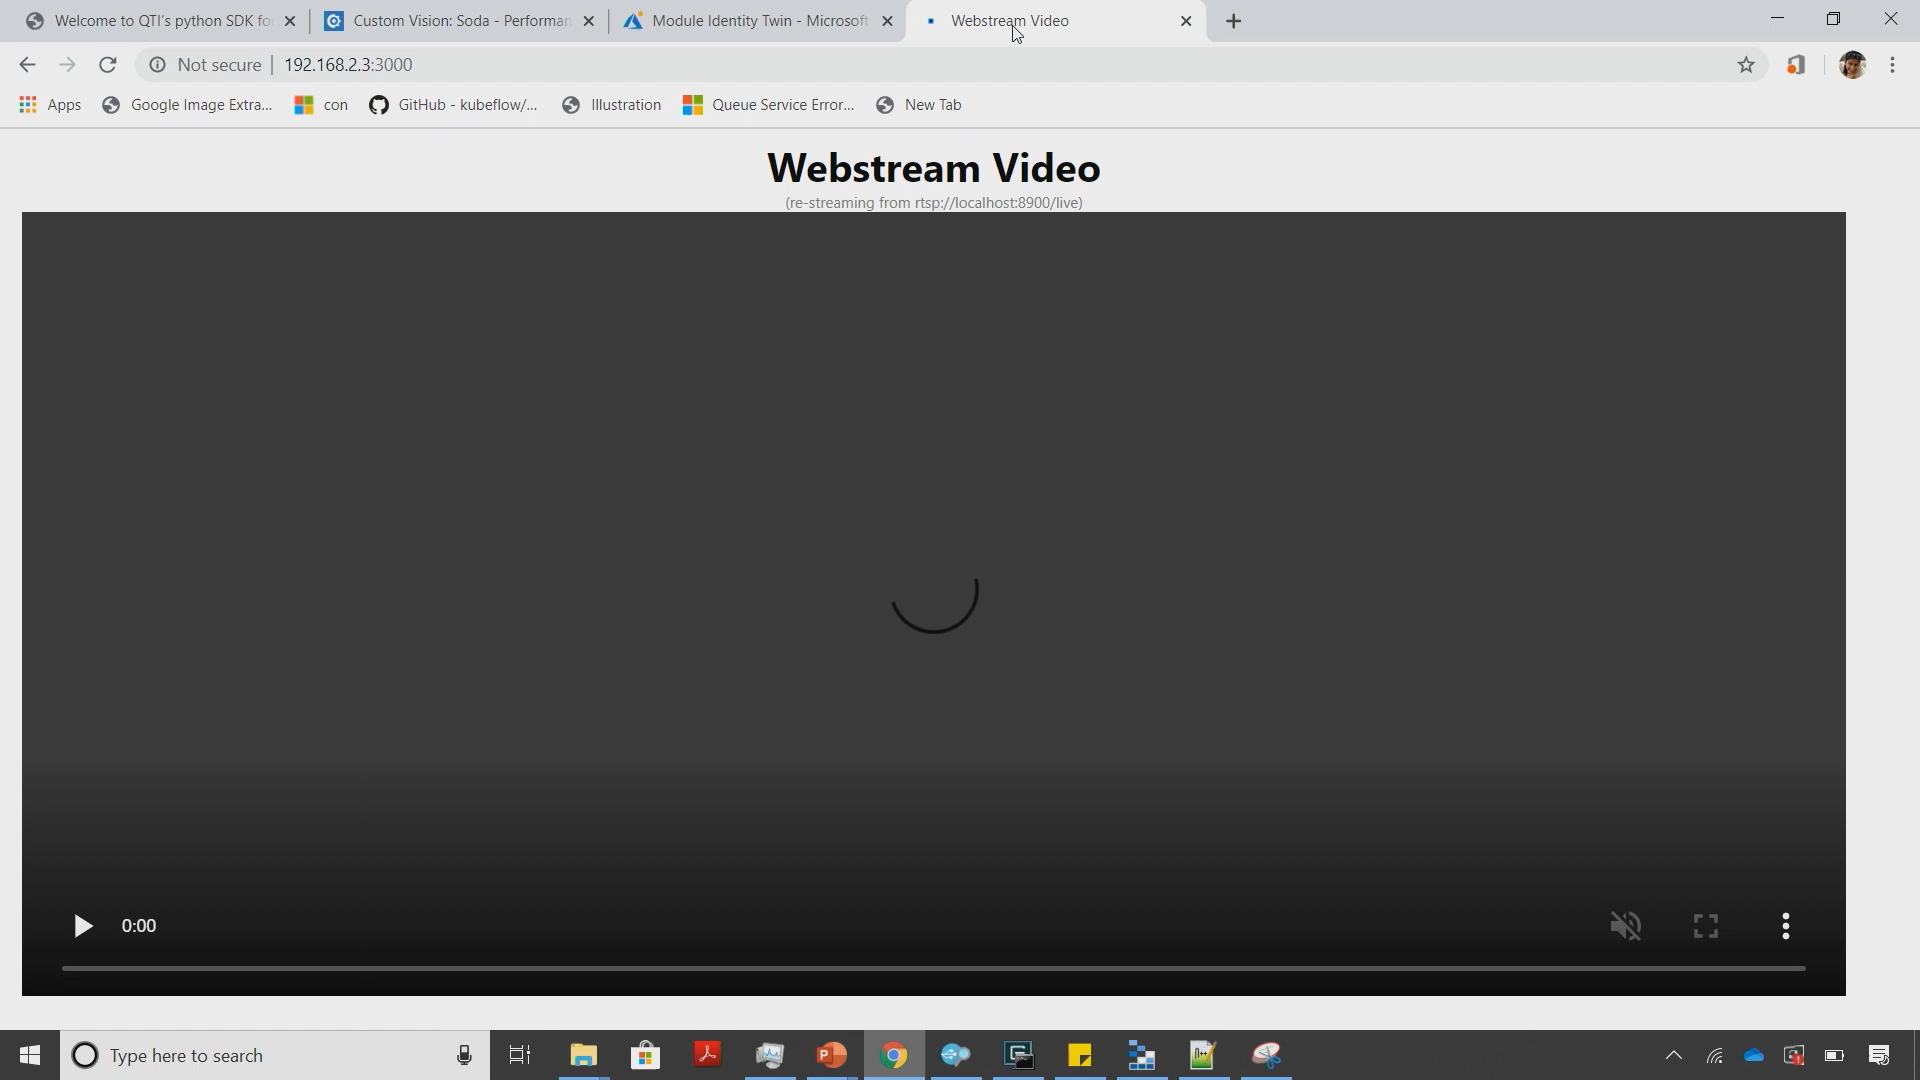 Welcome to QTI's python SDK fo
Custom Vision: Soda - Performan
Module Identity Twin - Microsoft
Webstream Video
Not secure
192.168.2.3:3000
Apps
Google Image Extra...
con
GitHub - kubeflow/...
Illustration
Queue Service Error...
New Tab
Webstream Video
(re-streaming from rtsp://localhost:8900/live)
0:00
Type here to search